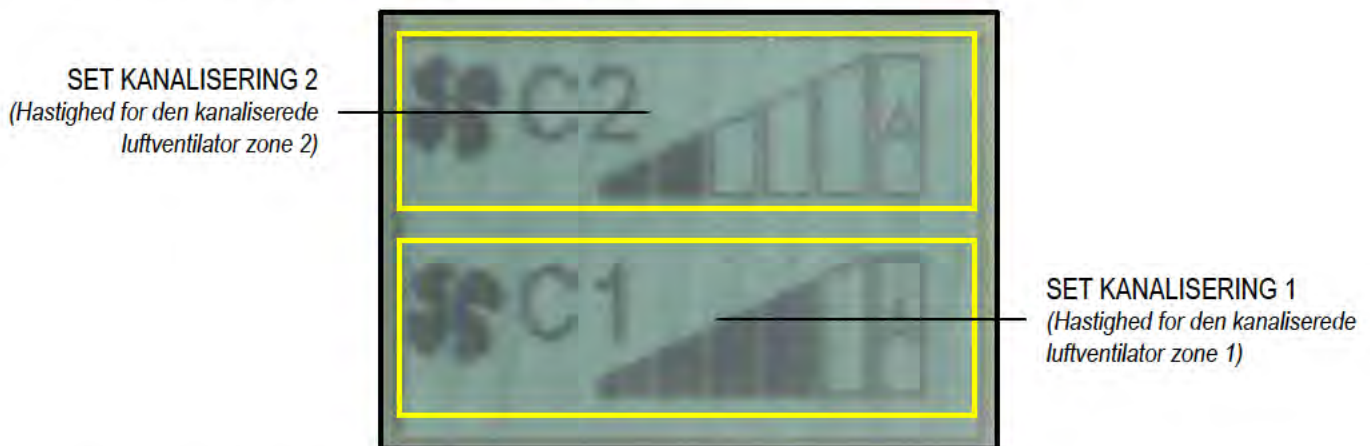 SET KANALISERING 2
(Hastighed for den kanaliserede
luftventilator zone 2)
C2
A
C1
A
SET KANALISERING 1
(Hastighed for den kanaliserede
luftventilator zone 1)